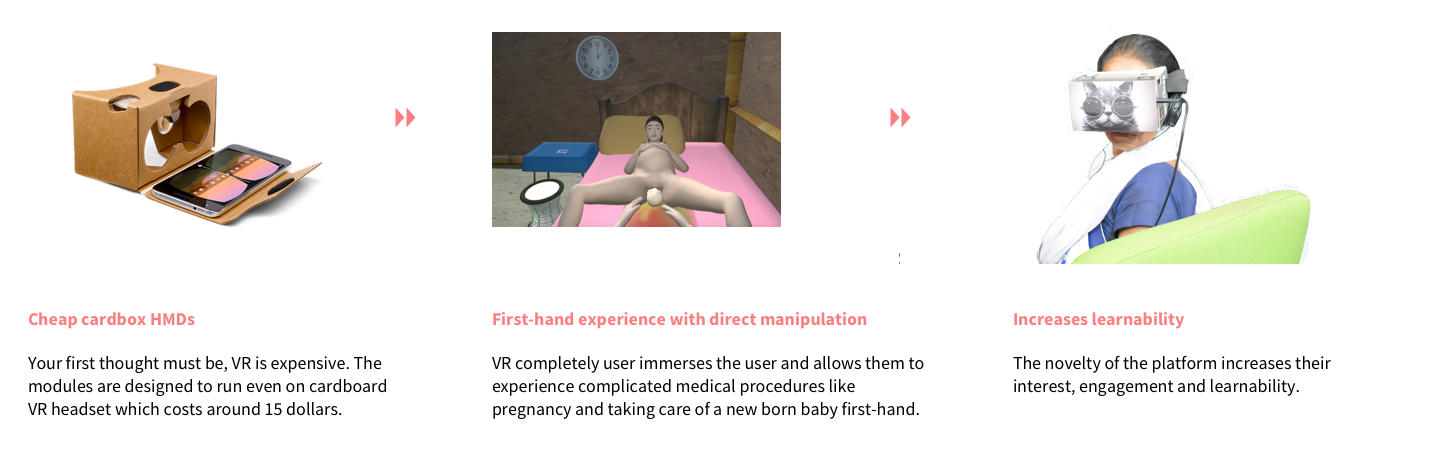 Cheap cardbox HMDs
Your first thought must be, VR is expensive. The
modules are designed to run even on cardboard
VR headset which costs around 15 dollars.
First-hand experience with direct manipulation
VR completely user immerses the user and allows them to
experience complicated medical procedures like
pregnancy and taking care of a new born baby first-hand.
Increases learnability
The novelty of the platform increases their
interest, engagement and learnability.